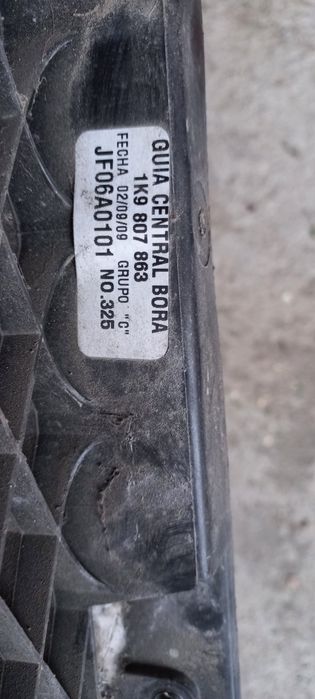 GUIA CENTRAL BORA
1K9 807 863
FECHA 02/09/09 GRUPO "C"
JF06A0101 No.325